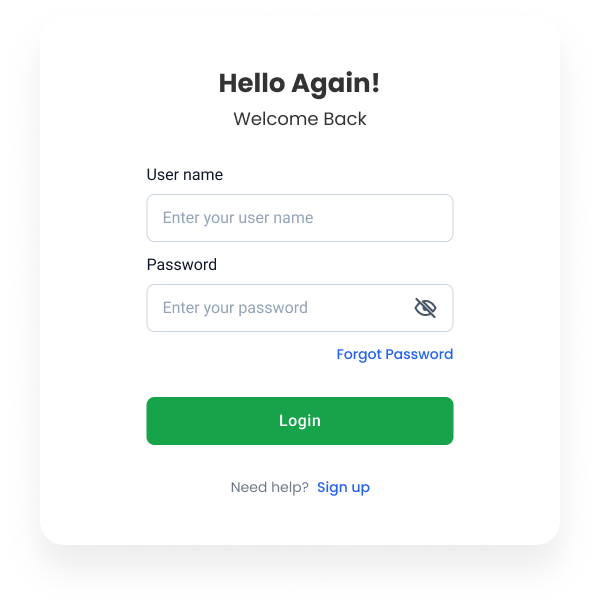 Hello Again!
Welcome Back
User name
Enter your user name
Password
Enter your password
Forgot Password
Login
Need help? Sign up